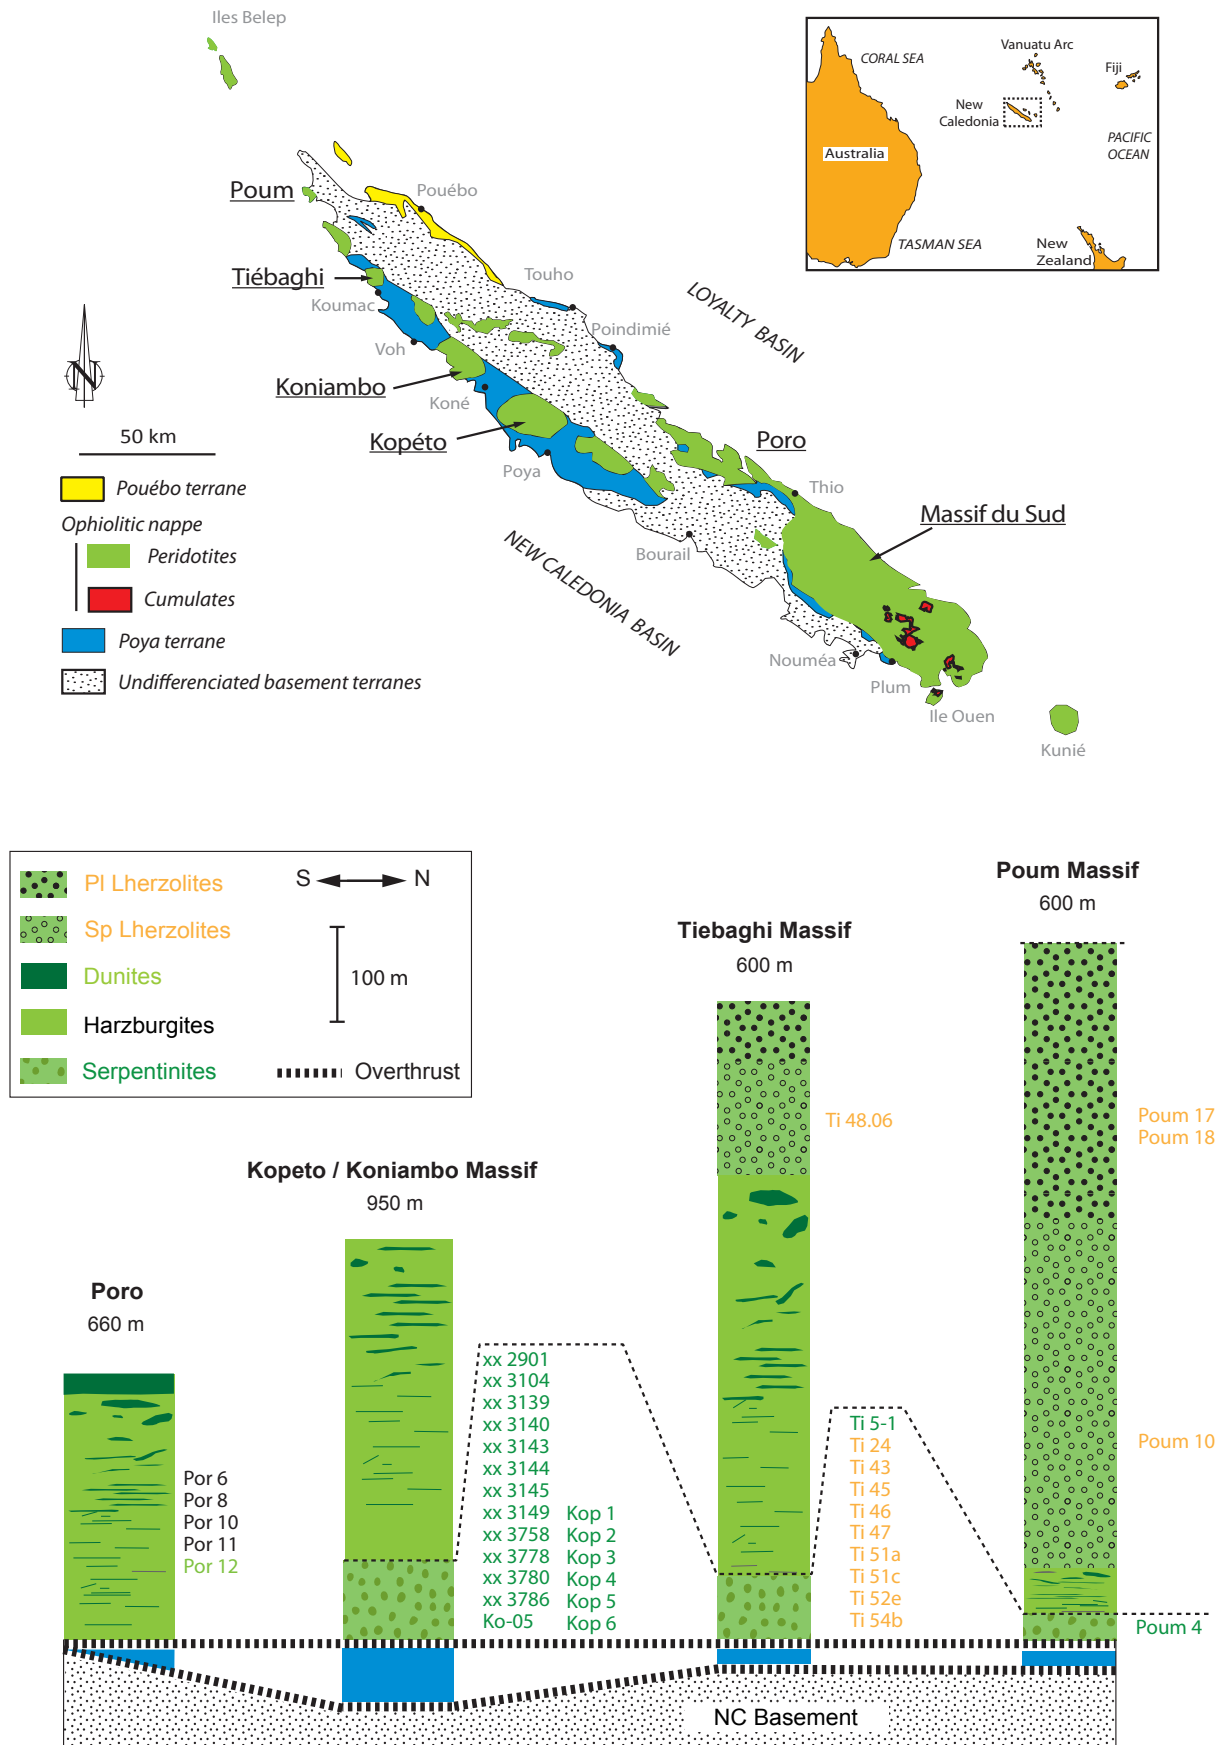 Iles Belep
CORAL SEA
Vanuatu Arc
Fiji
New
Caledonia
PACIFIC
OCEAN
Australia
TASMAN SEA
New
Zealand
Poum
Pouébo
Tiébaghi
Touho
LOYALTY BASIN
Koumac
Poindimié
Voh
N
Koniambo
Koné
50 km
Kopéto
Poro
Poya
Thio
Pouébo terrane
Massif du Sud
Ophiolitic nappe
Peridotites
Bourail
NEW CALEDONIA BASIN
Cumulates
Poya terrane
Nouméa
Plum
Undifferenciated basement terranes
Ile Ouen
Kunié
Pl Lherzolites
S N
Sp Lherzolites
Dunites
100 m
Harzburgites
Serpentinites
Overthrust
Poum Massif
600 m
Tiebaghi Massif
600 m
Kopeto / Koniambo Massif
950 m
Poro
660 m
Por 6
Por 8
Por 10
Por 11
Por 12
xx 2901
xx 3104
xx 3139
xx 3140
xx 3143
xx 3144
xx 3145
xx 3149
xx 3758
xx 3778
xx 3780
xx 3786
Ko-05
Kop 1
Kop 2
Kop 3
Kop 4
Kop 5
Kop 6
Ti 48.06
Ti 5-1
Ti 24
Ti 43
Ti 45
Ti 46
Ti 47
Ti 51a
Ti 51c
Ti 52e
Ti 54b
Poum 17
Poum 18
Poum 10
Poum 4
NC Basement